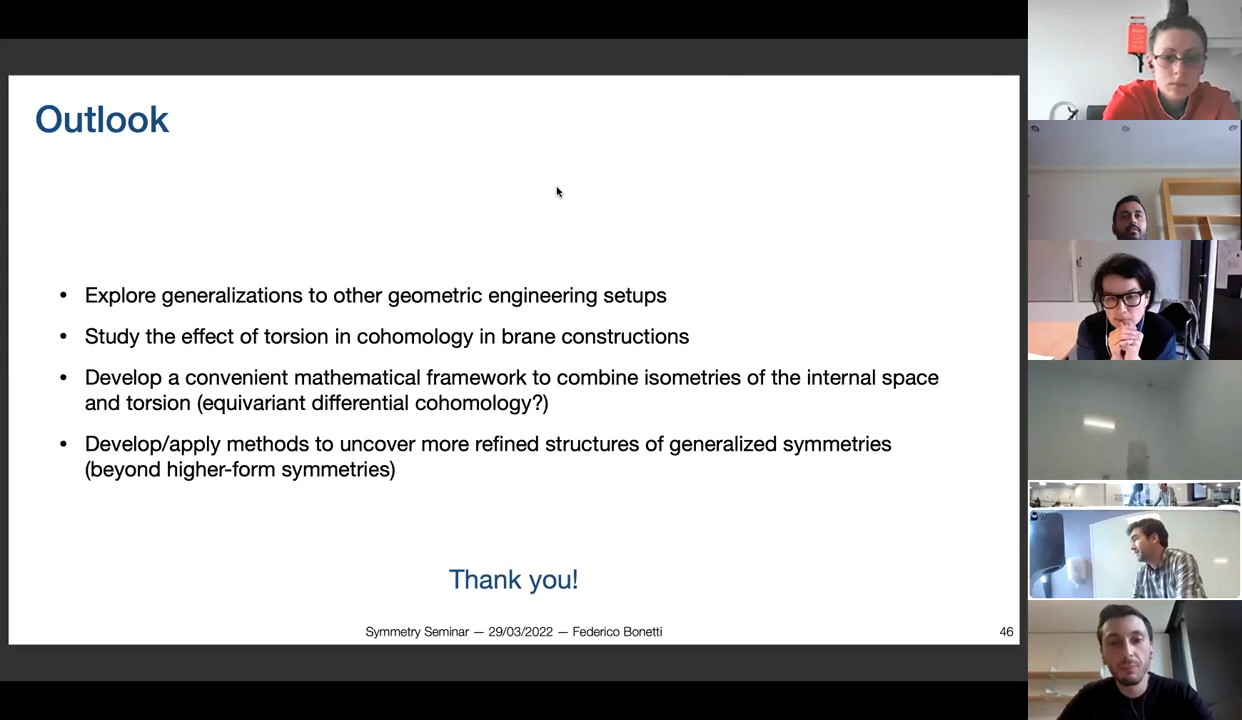 Outlook
• Explore generalizations to other geometric engineering setups
• Study the effect of torsion in cohomology in brane constructions
• Develop a convenient mathematical framework to combine isometries of the internal space
and torsion (equivariant differential cohomology?)
• Develop/apply methods to uncover more refined structures of generalized symmetries
(beyond higher-form symmetries)
Thank you!
Symmetry Seminar — 29/03/2022 — Federico Bonetti
46